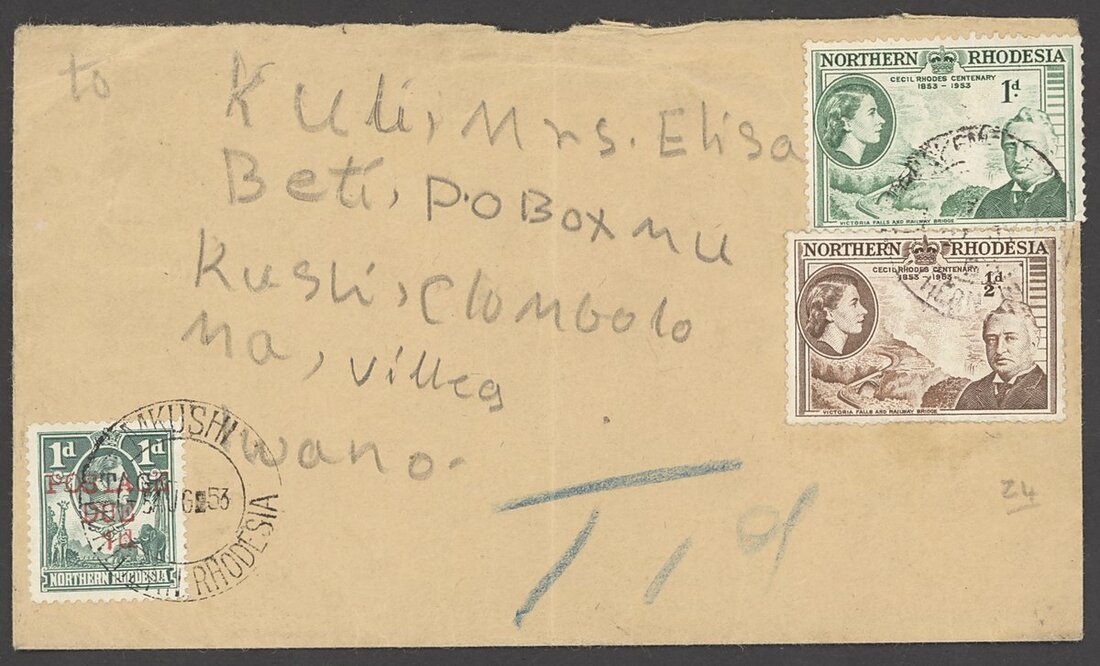 to
Kuli, Mrs. Elisa
Beti, P.O BOX MU
Kushi, Clombolo
Ma, Villeg
wano.
NORTHERN RHODESIA
CECIL RHODES CENTENARY
1853 - 1953
1d.
VICTORIA FALLS AND RAILWAY BRIDGE
NORTHERN RHODESIA
CECIL RHODES CENTENARY
1853 - 1953
½d
VICTORIA FALLS AND RAILWAY BRIDGE
T 1d
24
1d 1d
POSTAGE
DUE
1d.
NORTHERN RHODESIA
MKUSHI
AUG 53
RHODESIA